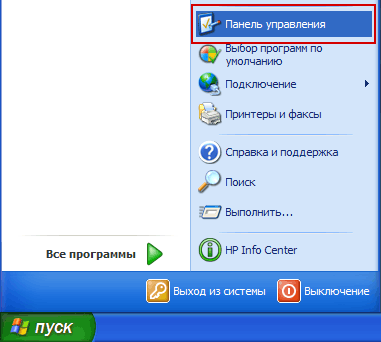 Панель управления
Выбор программ по
умолчанию
Подключение
Принтеры и факсы
Справка и поддержка
Поиск
Выполнить...
Все программы
HP Info Center
Выход из системы
Выключение
пуск